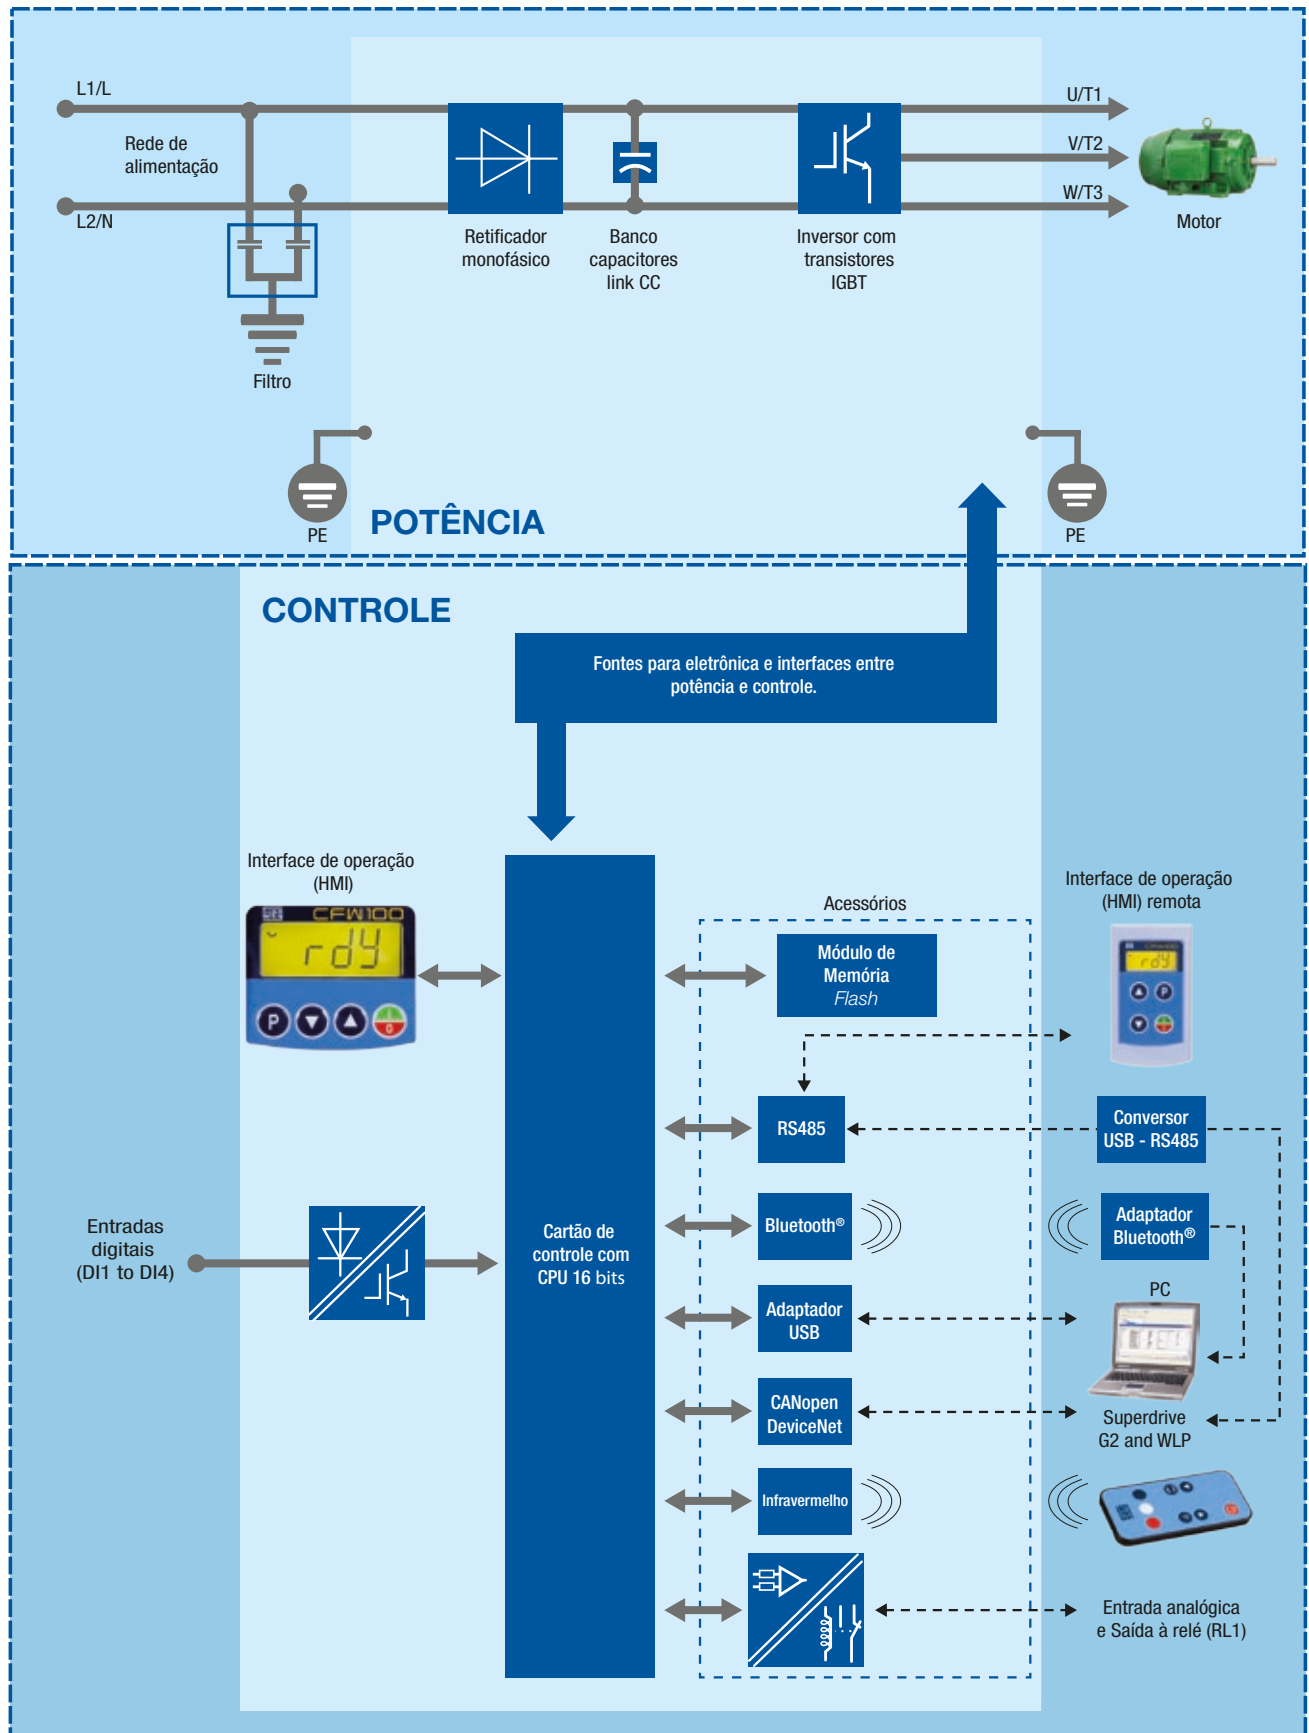 L1/L
U/T1
Rede de
alimentação
V/T2
L2/N
W/T3
Motor
Retificador
monofásico
Banco
capacitores
link CC
Inversor com
transistores
IGBT
Filtro
PE
POTÊNCIA
PE
CONTROLE
Fontes para eletrônica e interfaces entre
potência e controle.
Interface de operação
(HMI)
CFW100
rdy
P
Acessórios
Interface de operação
(HMI) remota
rdy
P
Módulo de
Memória
Flash
RS485
Conversor
USB - RS485
Entradas
digitais
(DI1 to DI4)
Cartão de
controle com
CPU 16 bits
Bluetooth®
Adaptador
Bluetooth®
PC
Adaptador
USB
CANopen
DeviceNet
Superdrive
G2 and WLP
Infravermelho
Entrada analógica
e Saída à relé (RL1)